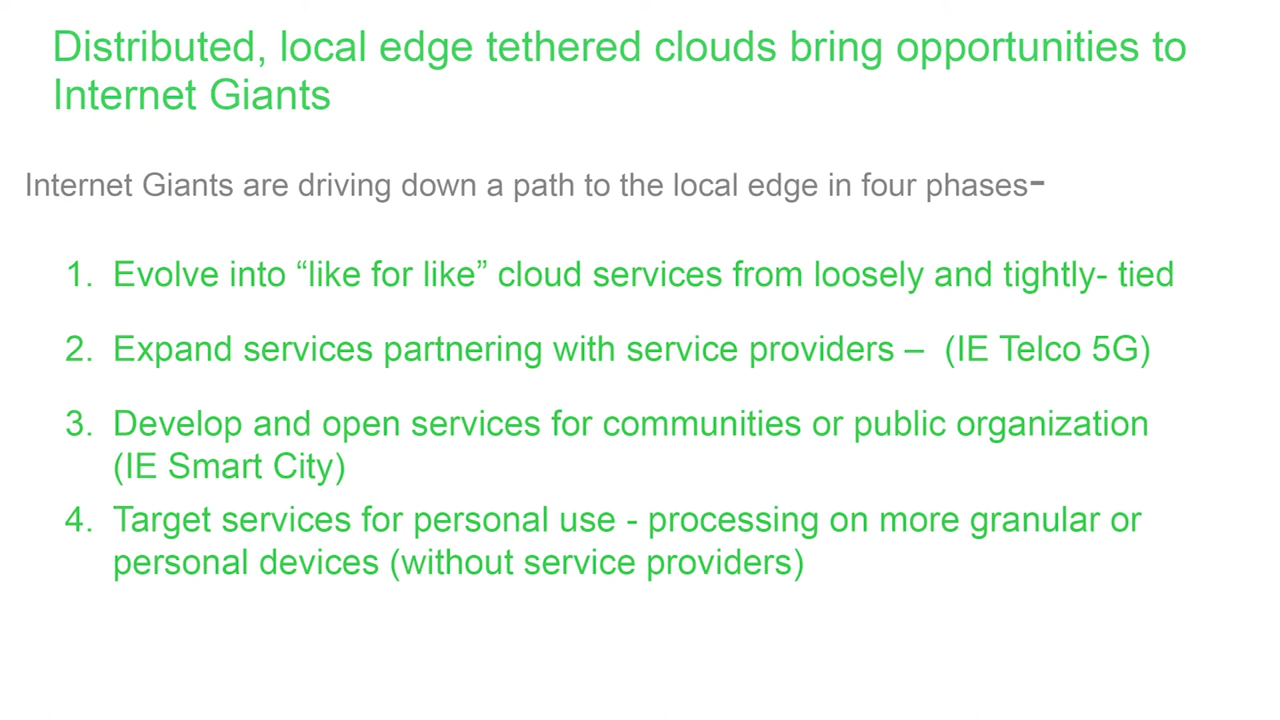 Distributed, local edge tethered clouds bring opportunities to
Internet Giants
Internet Giants are driving down a path to the local edge in four phases-
1. Evolve into “like for like” cloud services from loosely and tightly- tied
2. Expand services partnering with service providers – (IE Telco 5G)
3. Develop and open services for communities or public organization
(IE Smart City)
4. Target services for personal use - processing on more granular or
personal devices (without service providers)